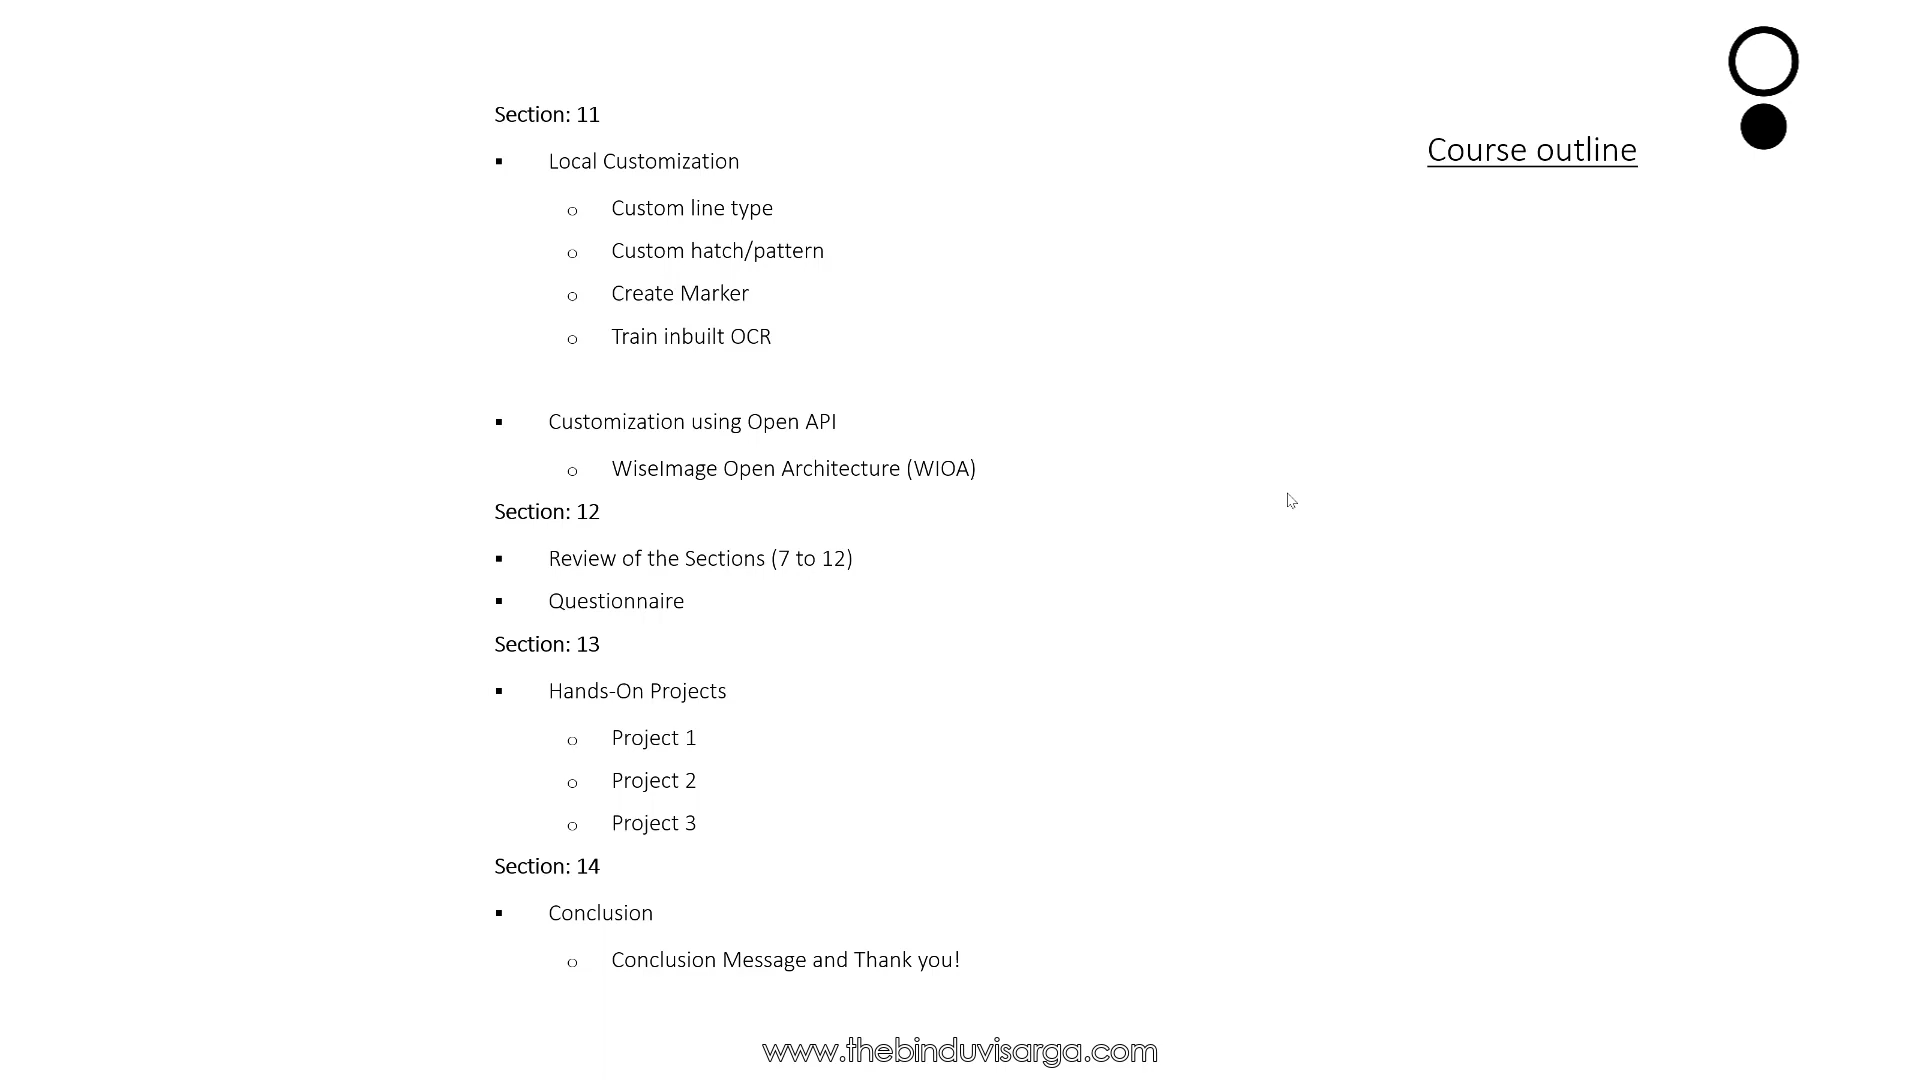 Course outline
Section: 11
▪ Local Customization
o Custom line type
o Custom hatch/pattern
o Create Marker
o Train inbuilt OCR
▪ Customization using Open API
o WiseImage Open Architecture (WIOA)
Section: 12
▪ Review of the Sections (7 to 12)
▪ Questionnaire
Section: 13
▪ Hands-On Projects
o Project 1
o Project 2
o Project 3
Section: 14
▪ Conclusion
o Conclusion Message and Thank you!
www.thebinduvisarga.com